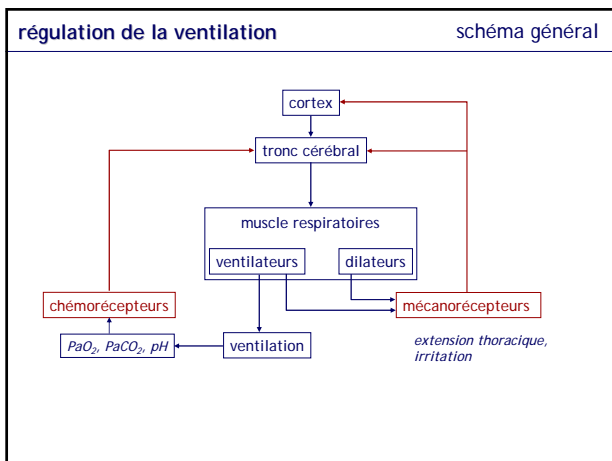 régulation de la ventilation
schéma général
cortex
tronc cérébral
muscle respiratoires
ventilateurs
dilateurs
chémorécepteurs
mécanorécepteurs
PaO2, PaCO2, pH
ventilation
extension thoracique,
irritation